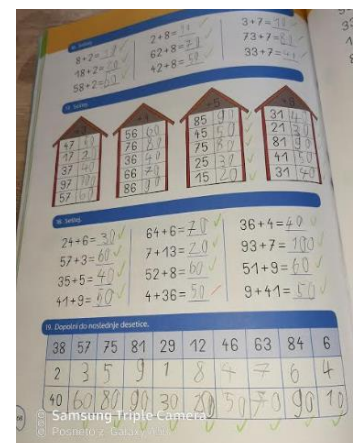 8+2=10 2+8=10 3+7=10
18+2=20 62+8=70 73+7=80
58+2=60 42+8=50 33+7=40
Seštej.
+5
56 60 85 90 31 40
47 76 80 45 50 21 30
17 20 36 40 75 80 81 90
37 40 66 70 25 30 41 50
97 100 86 90 15 20 31 40
57 60
Seštej.
24+6=30 64+6=70 36+4=40
57+3=60 7+13=20 93+7=100
35+5=40 52+8=60 51+9=60
41+9=50 4+36=50 9+41=50
19. Dopolni do naslednje desetice.
38 57 75 81 29 12 46 63 84 6
2 3 5 9 1 8 4 7 6 4
40 60 80 90 30 20 50 70 90 10
Samsung Triple Camera
Posneto z Galaxy